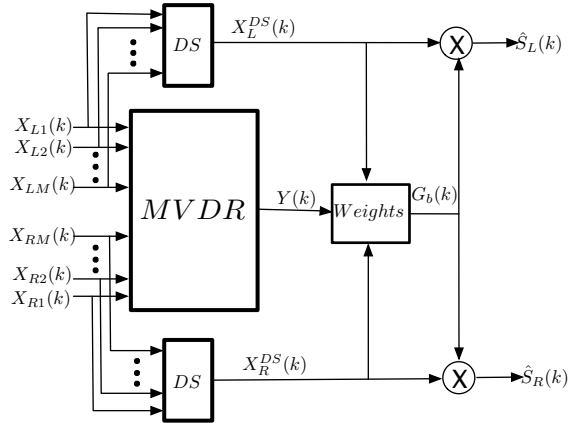 DS
X_L^{DS}(k)
X
Ŝ_L(k)
X_{L1}(k)
X_{L2}(k)
X_{LM}(k)
MVDR
Y(k)
Weights
G_b(k)
X_{RM}(k)
X_{R2}(k)
X_{R1}(k)
DS
X_R^{DS}(k)
X
Ŝ_R(k)